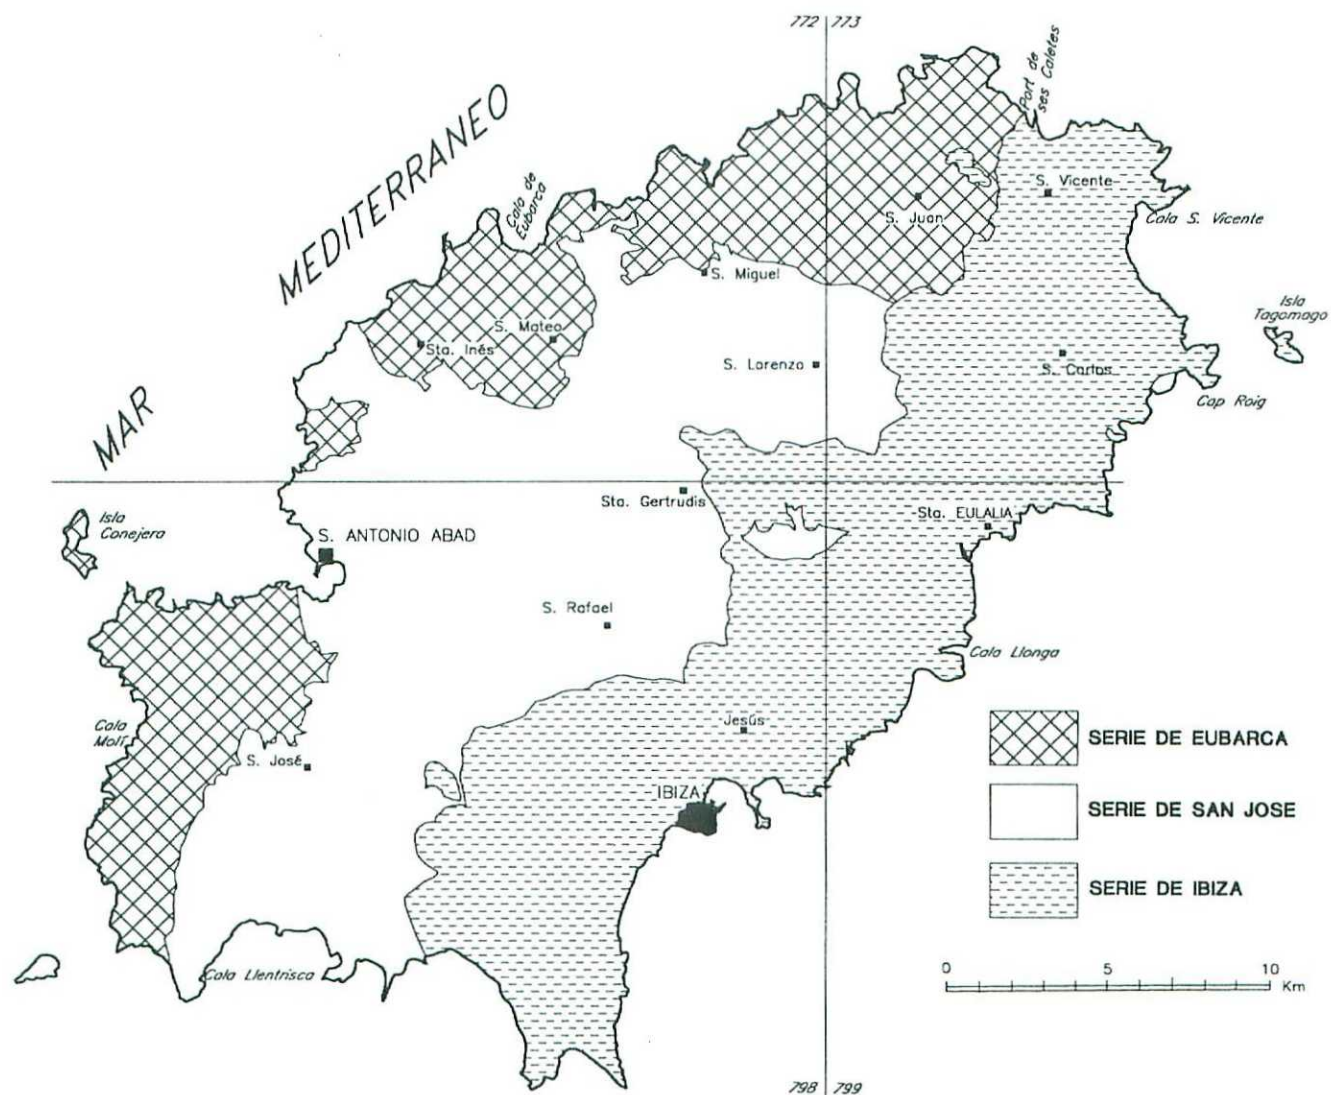 772 773
Port de
ses Caletes
MAR MEDITERRANEO
Cala de
Eubarca
S. Vicente
S. Juan
Cala S. Vicente
S. Miguel
Isla
Tagomago
S. Mateo
Sta. Inés
S. Lorenzo
S. Carlos
Cap Roig
Sta. Gertrudis
Sta. EULALIA
Isla
Conejera
S. ANTONIO ABAD
S. Rafael
Cala Llonga
Cala
Molí
Jesús
S. José
IBIZA
SERIE DE EUBARCA
SERIE DE SAN JOSE
SERIE DE IBIZA
Cala Llentrisca
0 5 10
Km
798 799